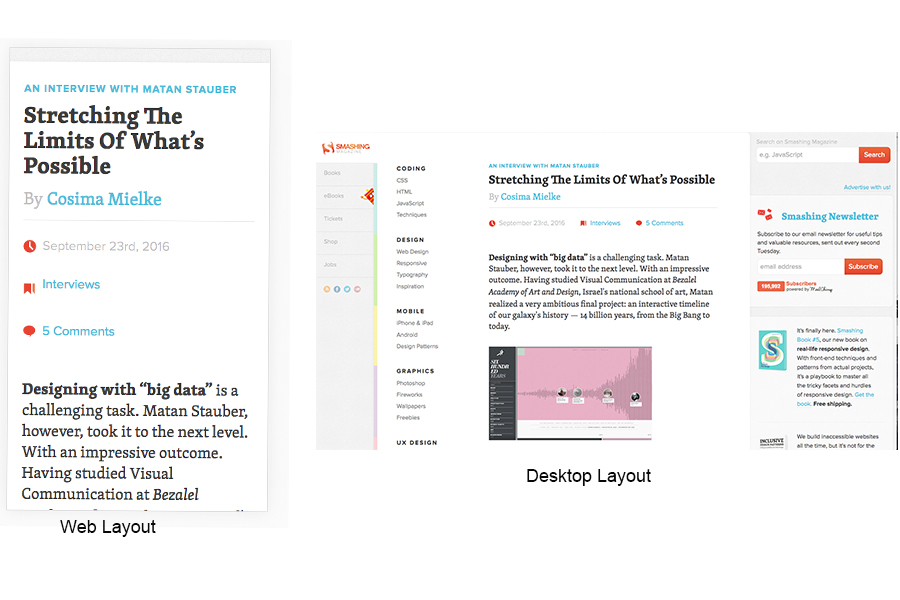 AN INTERVIEW WITH MATAN STAUBER
Stretching The
Limits Of What's
Possible
By Cosima Mielke
September 23rd, 2016
Interviews
5 Comments
Designing with “big data” is a
challenging task. Matan Stauber,
however, took it to the next level.
With an impressive outcome.
Having studied Visual
Communication at Bezalel
Web Layout
SMASHING
MAGAZINE
Books
eBooks
Tickets
Shop
Jobs
CODING
CSS
HTML
JavaScript
Techniques
DESIGN
Web Design
Responsive
Typography
Inspiration
MOBILE
iPhone & iPad
Android
Design Patterns
GRAPHICS
Photoshop
Fireworks
Wallpapers
Freebies
UX DESIGN
AN INTERVIEW WITH MATAN STAUBER
Stretching The Limits Of What's Possible
By Cosima Mielke
September 23rd, 2016 Interviews 5 Comments
Designing with “big data” is a challenging task. Matan
Stauber, however, took it to the next level. With an impressive
outcome. Having studied Visual Communication at Bezalel
Academy of Art and Design, Israel's national school of art, Matan
realized a very ambitious final project: an interactive timeline
of our galaxy's history — 14 billion years, from the Big Bang to
today.
SIX
HUNDR
ED
YEARS
Search on Smashing Magazine
e.g. JavaScript Search
Advertise with us!
Smashing Newsletter
Subscribe to our email newsletter for useful tips
and valuable resources, sent out every second
Tuesday.
email address Subscribe
195,992 Subscribers
powered by MailChimp
It's finally here. Smashing
Book #5, our new book on
real-life responsive design.
With front-end techniques and
patterns from actual projects,
it's a playbook to master all
the tricky facets and hurdles
of responsive design. Get the
book. Free shipping.
INCLUSIVE
We build inaccessible websites
all the time, but it's not for the
Desktop Layout